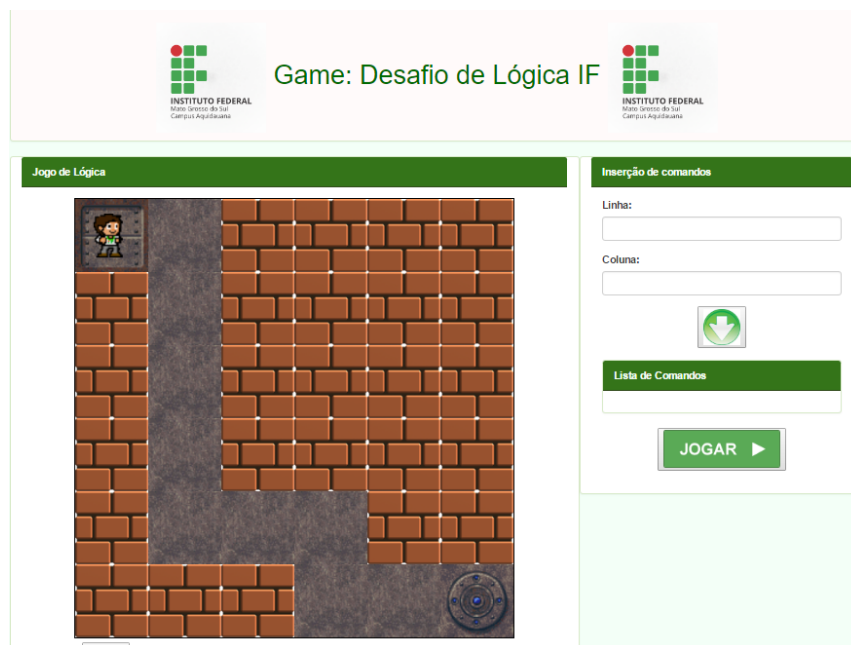 INSTITUTO FEDERAL
Mato Grosso do Sul
Campus Aquidauana
Game: Desafio de Lógica IF
INSTITUTO FEDERAL
Mato Grosso do Sul
Campus Aquidauana
Jogo de Lógica
Inserção de comandos
Linha:
Coluna:
Lista de Comandos
JOGAR